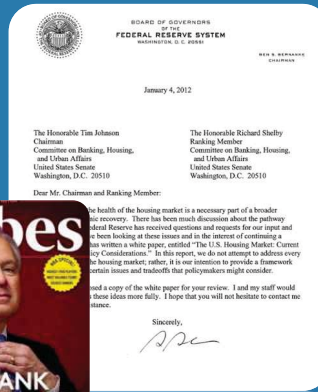 BOARD OF GOVERNORS
OF THE
FEDERAL RESERVE SYSTEM
WASHINGTON, D. C. 20551
BEN S. BERNANKE
CHAIRMAN
January 4, 2012
The Honorable Tim Johnson
Chairman
Committee on Banking, Housing,
and Urban Affairs
United States Senate
Washington, D.C. 20510
The Honorable Richard Shelby
Ranking Member
Committee on Banking, Housing,
and Urban Affairs
United States Senate
Washington, D.C. 20510
Dear Mr. Chairman and Ranking Member:
he health of the housing market is a necessary part of a broader
mic recovery. There has been much discussion about the pathway
ederal Reserve has received questions and requests for our input and
ve been looking at these issues and in the interest of continuing a
has written a white paper, entitled "The U.S. Housing Market: Current
icy Considerations." In this report, we do not attempt to address every
he housing market; rather, it is our intention to provide a framework
certain issues and tradeoffs that policymakers might consider.
osed a copy of the white paper for your review. I and my staff would
s these ideas more fully. I hope that you will not hesitate to contact me
stance.
Sincerely,
bes
ANK